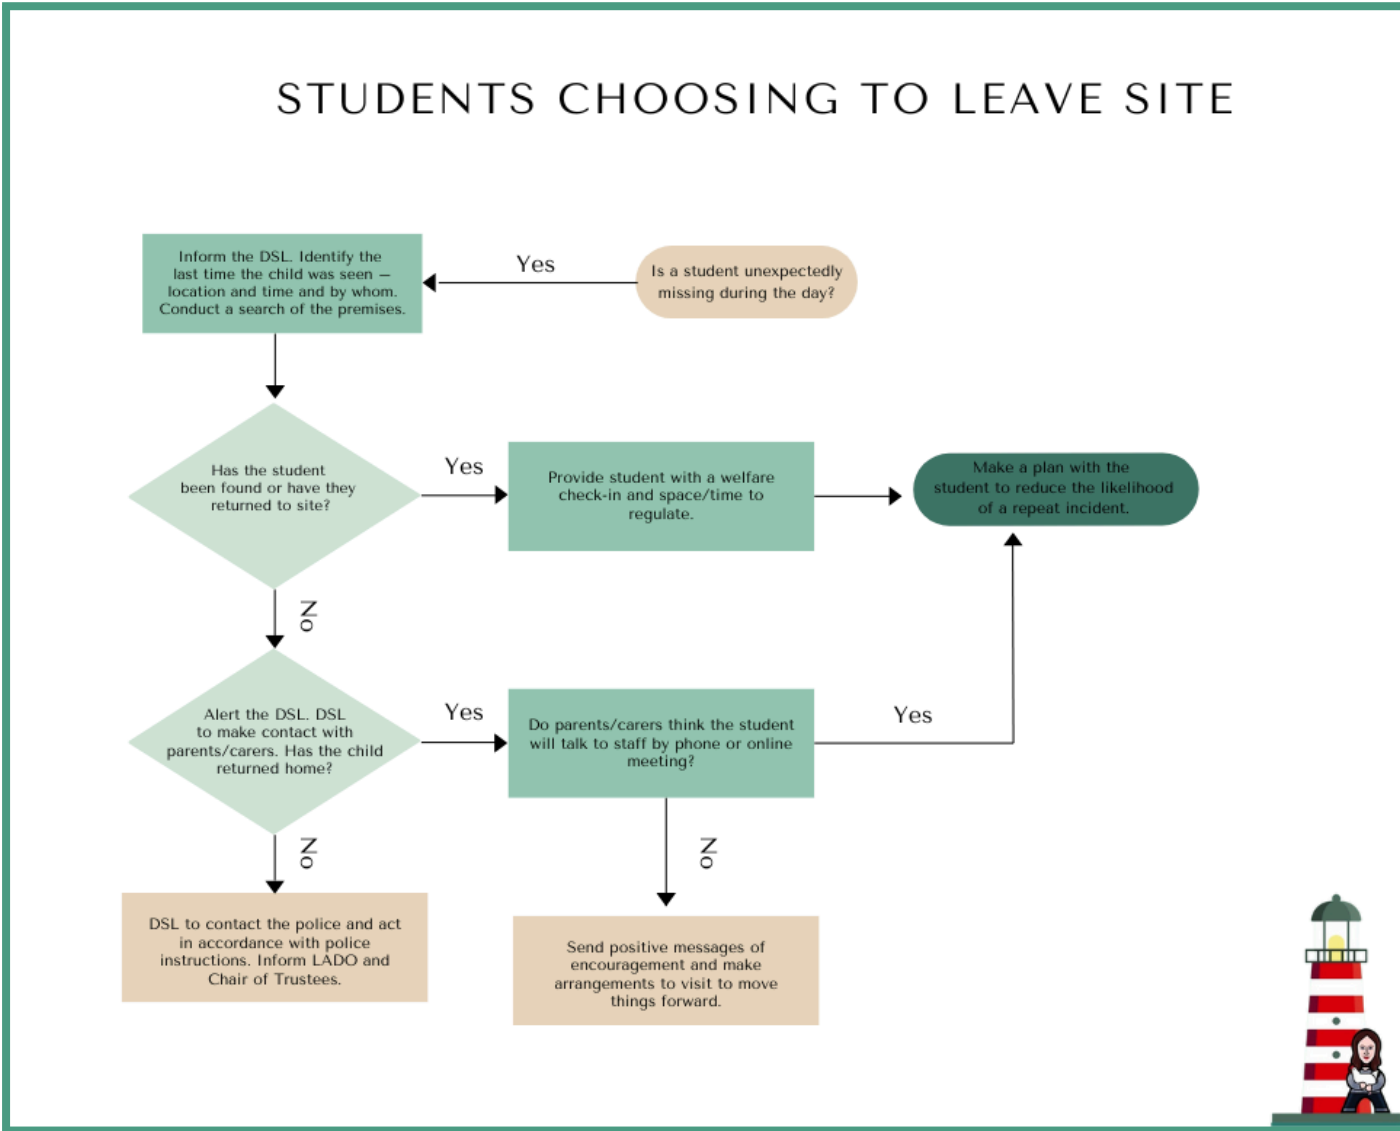 STUDENTS CHOOSING TO LEAVE SITE
Is a student unexpectedly
missing during the day?
Yes
Inform the DSL. Identify the
last time the child was seen –
location and time and by whom.
Conduct a search of the premises.
Has the student
been found or have they
returned to site?
Yes
Provide student with a welfare
check-in and space/time to
regulate.
Make a plan with the
student to reduce the likelihood
of a repeat incident.
No
Alert the DSL. DSL
to make contact with
parents/carers. Has the child
returned home?
Yes
Do parents/carers think the student
will talk to staff by phone or online
meeting?
Yes
No
No
DSL to contact the police and act
in accordance with police
instructions. Inform LADO and
Chair of Trustees.
Send positive messages of
encouragement and make
arrangements to visit to move
things forward.